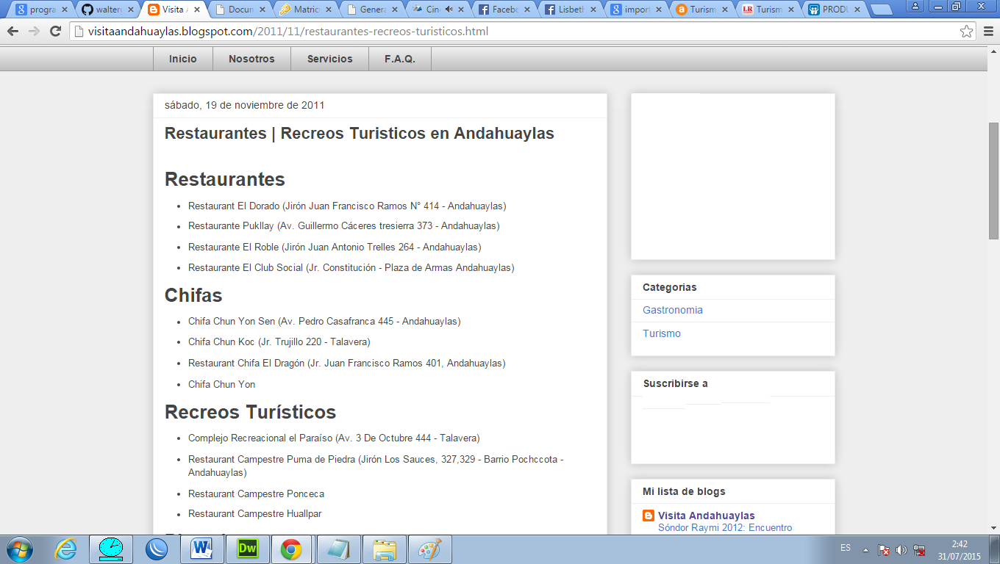 progra
walterg
Visita A
Docum
Matric
Genera
Cine
Facebo
Lisbeth
import
Turism
Turism
PRODU
visitaandahuaylas.blogspot.com/2011/11/restaurantes-recreos-turisticos.html
Inicio
Nosotros
Servicios
F.A.Q.
sábado, 19 de noviembre de 2011
Restaurantes | Recreos Turisticos en Andahuaylas
Restaurantes
Restaurant El Dorado (Jirón Juan Francisco Ramos N° 414 - Andahuaylas)
Restaurante Pukllay (Av. Guillermo Cáceres tresierra 373 - Andahuaylas)
Restaurante El Roble (Jirón Juan Antonio Trelles 264 - Andahuaylas)
Restaurante El Club Social (Jr. Constitución - Plaza de Armas Andahuaylas)
Chifas
Chifa Chun Yon Sen (Av. Pedro Casafranca 445 - Andahuaylas)
Chifa Chun Koc (Jr. Trujillo 220 - Talavera)
Restaurant Chifa El Dragón (Jr. Juan Francisco Ramos 401, Andahuaylas)
Chifa Chun Yon
Recreos Turísticos
Complejo Recreacional el Paraíso (Av. 3 De Octubre 444 - Talavera)
Restaurant Campestre Puma de Piedra (Jirón Los Sauces, 327,329 - Barrio Pochccota -
Andahuaylas)
Restaurant Campestre Ponceca
Restaurant Campestre Huallpar
Categorias
Gastronomia
Turismo
Suscribirse a
Mi lista de blogs
Visita Andahuaylas
Sóndor Raymi 2012: Encuentro
ES
2:42
31/07/2015